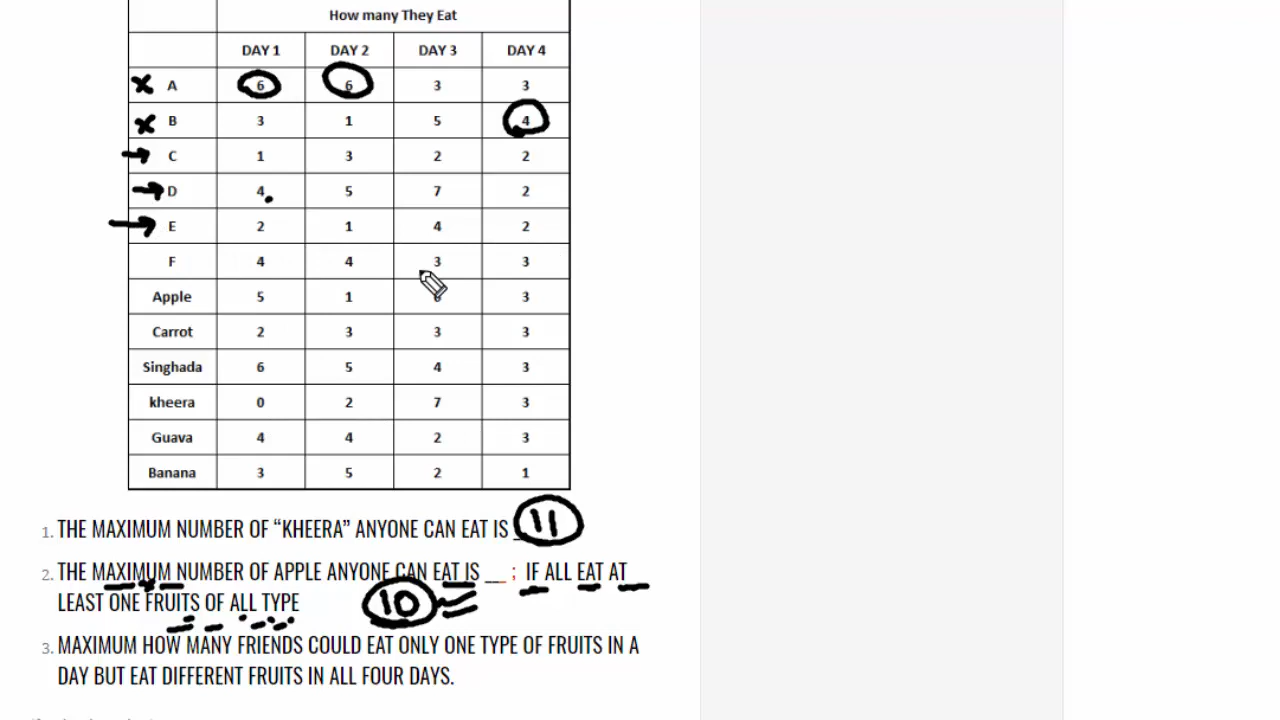 How many They Eat
DAY 1 DAY 2 DAY 3 DAY 4
A 6 6 3 3
B 3 1 5 4
C 1 3 2 2
D 4 5 7 2
E 2 1 4 2
F 4 4 3 3
Apple 5 1 3
Carrot 2 3 3 3
Singhada 6 5 4 3
kheera 0 2 7 3
Guava 4 4 2 3
Banana 3 5 2 1
1. THE MAXIMUM NUMBER OF “KHEERA” ANYONE CAN EAT IS _ 11
2. THE MAXIMUM NUMBER OF APPLE ANYONE CAN EAT IS __ ; IF ALL EAT AT
LEAST ONE FRUITS OF ALL TYPE 10
3. MAXIMUM HOW MANY FRIENDS COULD EAT ONLY ONE TYPE OF FRUITS IN A
DAY BUT EAT DIFFERENT FRUITS IN ALL FOUR DAYS.